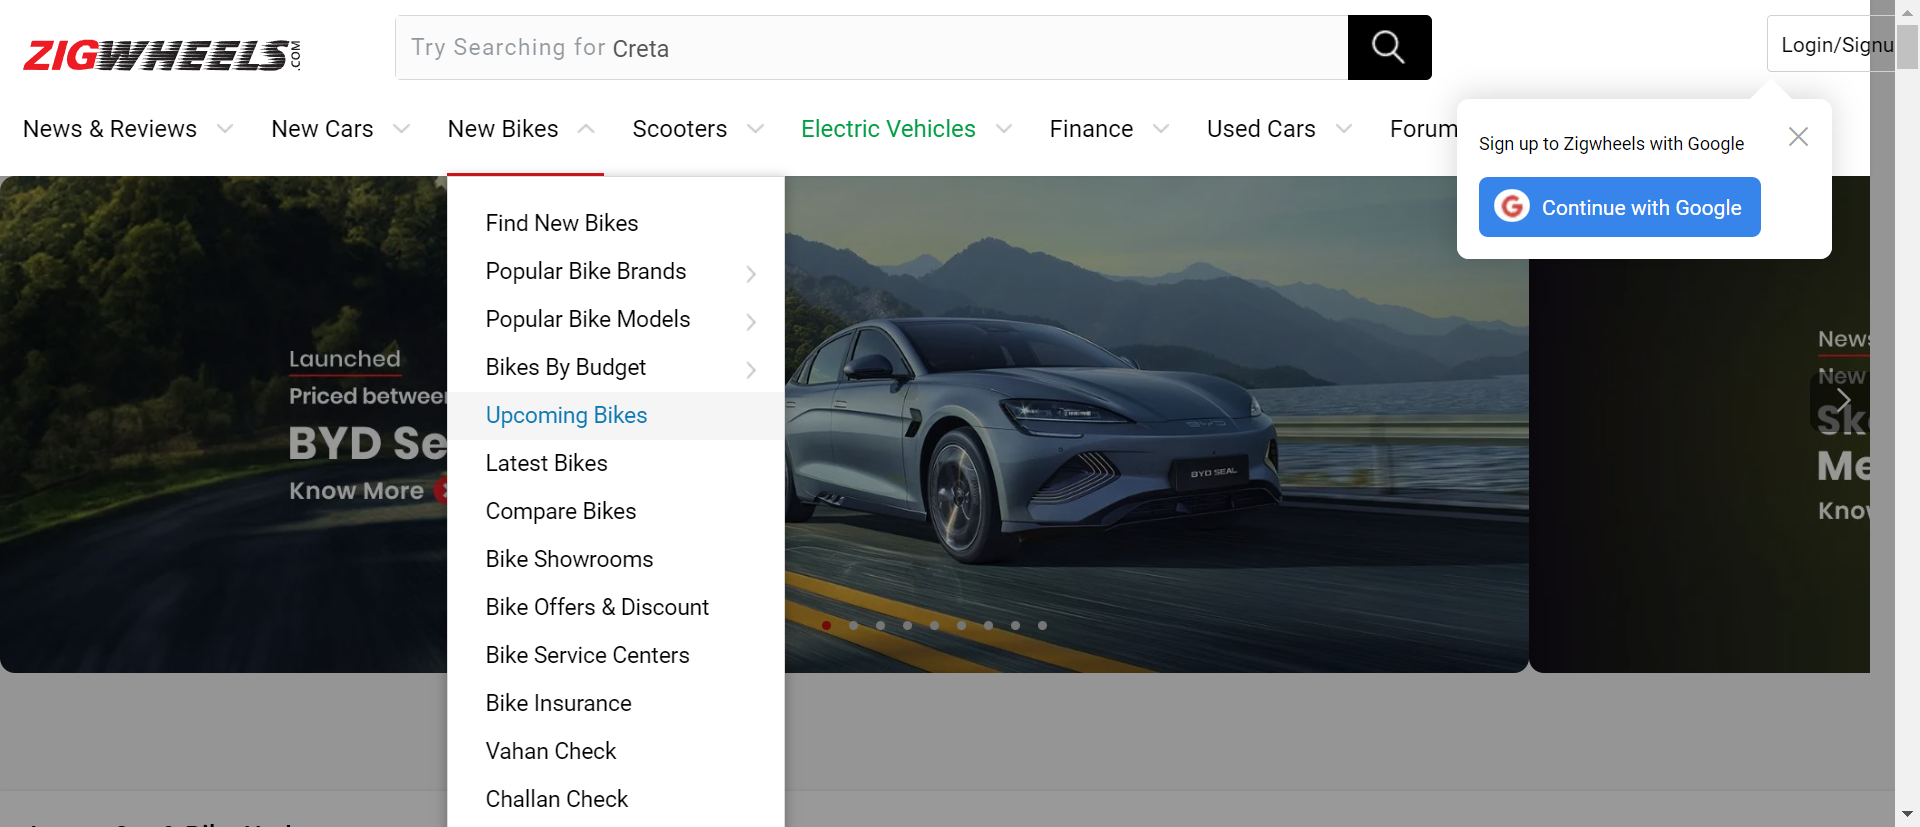 ZIGWHEELS.COM
Try Searching for Creta
Login/Signu
News & Reviews
New Cars
New Bikes
Scooters
Electric Vehicles
Finance
Used Cars
Forum
Sign up to Zigwheels with Google
Continue with Google
Find New Bikes
Popular Bike Brands
Popular Bike Models
Bikes By Budget
Upcoming Bikes
Latest Bikes
Compare Bikes
Bike Showrooms
Bike Offers & Discount
Bike Service Centers
Bike Insurance
Vahan Check
Challan Check
Launched
Priced between
BYD Se
Know More
BYD SEAL
News
New
Sk
Me
Know